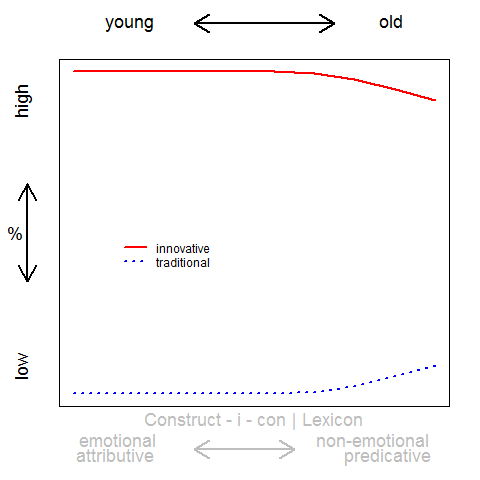 young old
high
%
low
innovative
traditional
Construct - i - con | Lexicon
emotional non-emotional
attributive predicative